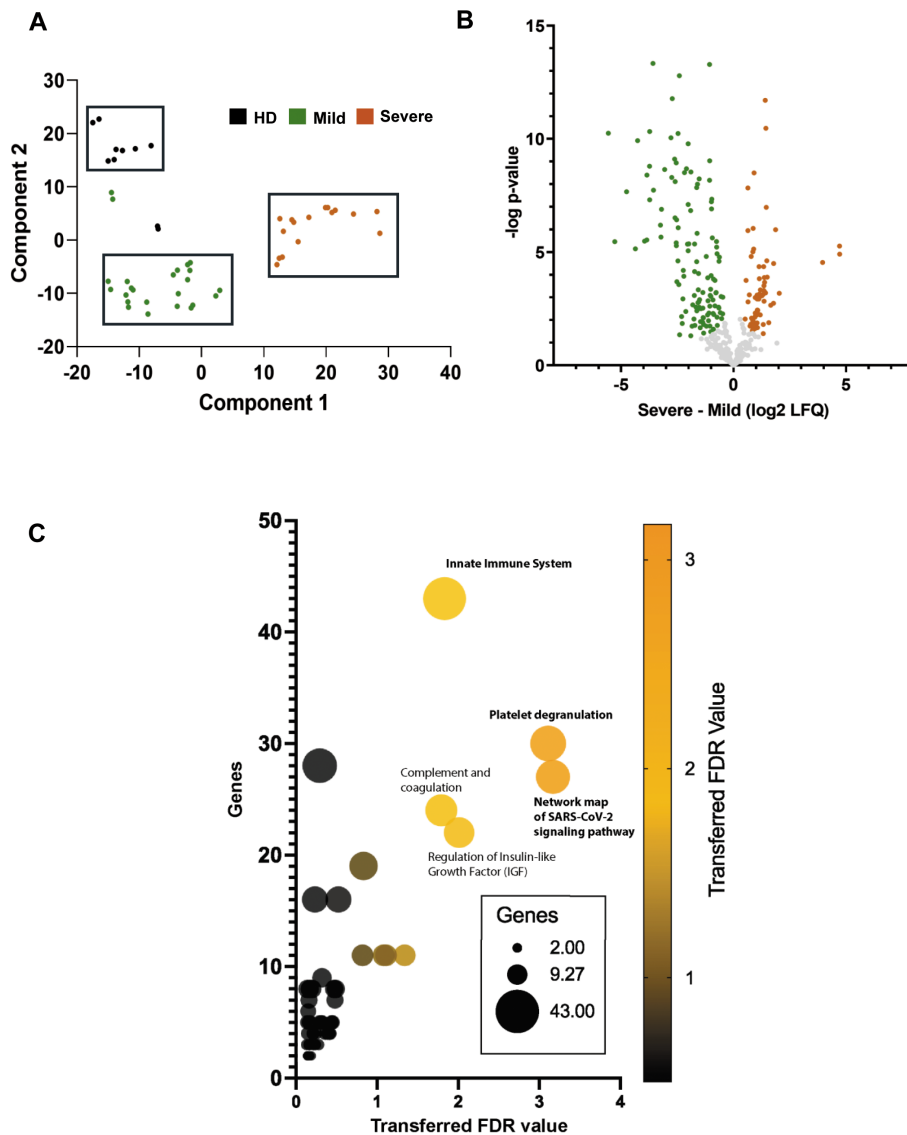 A
30
20
10
0
-10
-20
-20
-10
0
10
20
30
40
Component 2
Component 1
HD
Mild
Severe
B
15
10
5
0
-5
0
5
-log p-value
Severe - Mild (log2 LFQ)
C
50
40
30
20
10
0
0
1
2
3
4
Genes
Transferred FDR value
Innate Immune System
Platelet degranulation
Complement and
coagulation
Network map
of SARS-CoV-2
signaling pathway
Regulation of Insulin-like
Growth Factor (IGF)
Genes
2.00
9.27
43.00
3
2
1
Transferred FDR Value